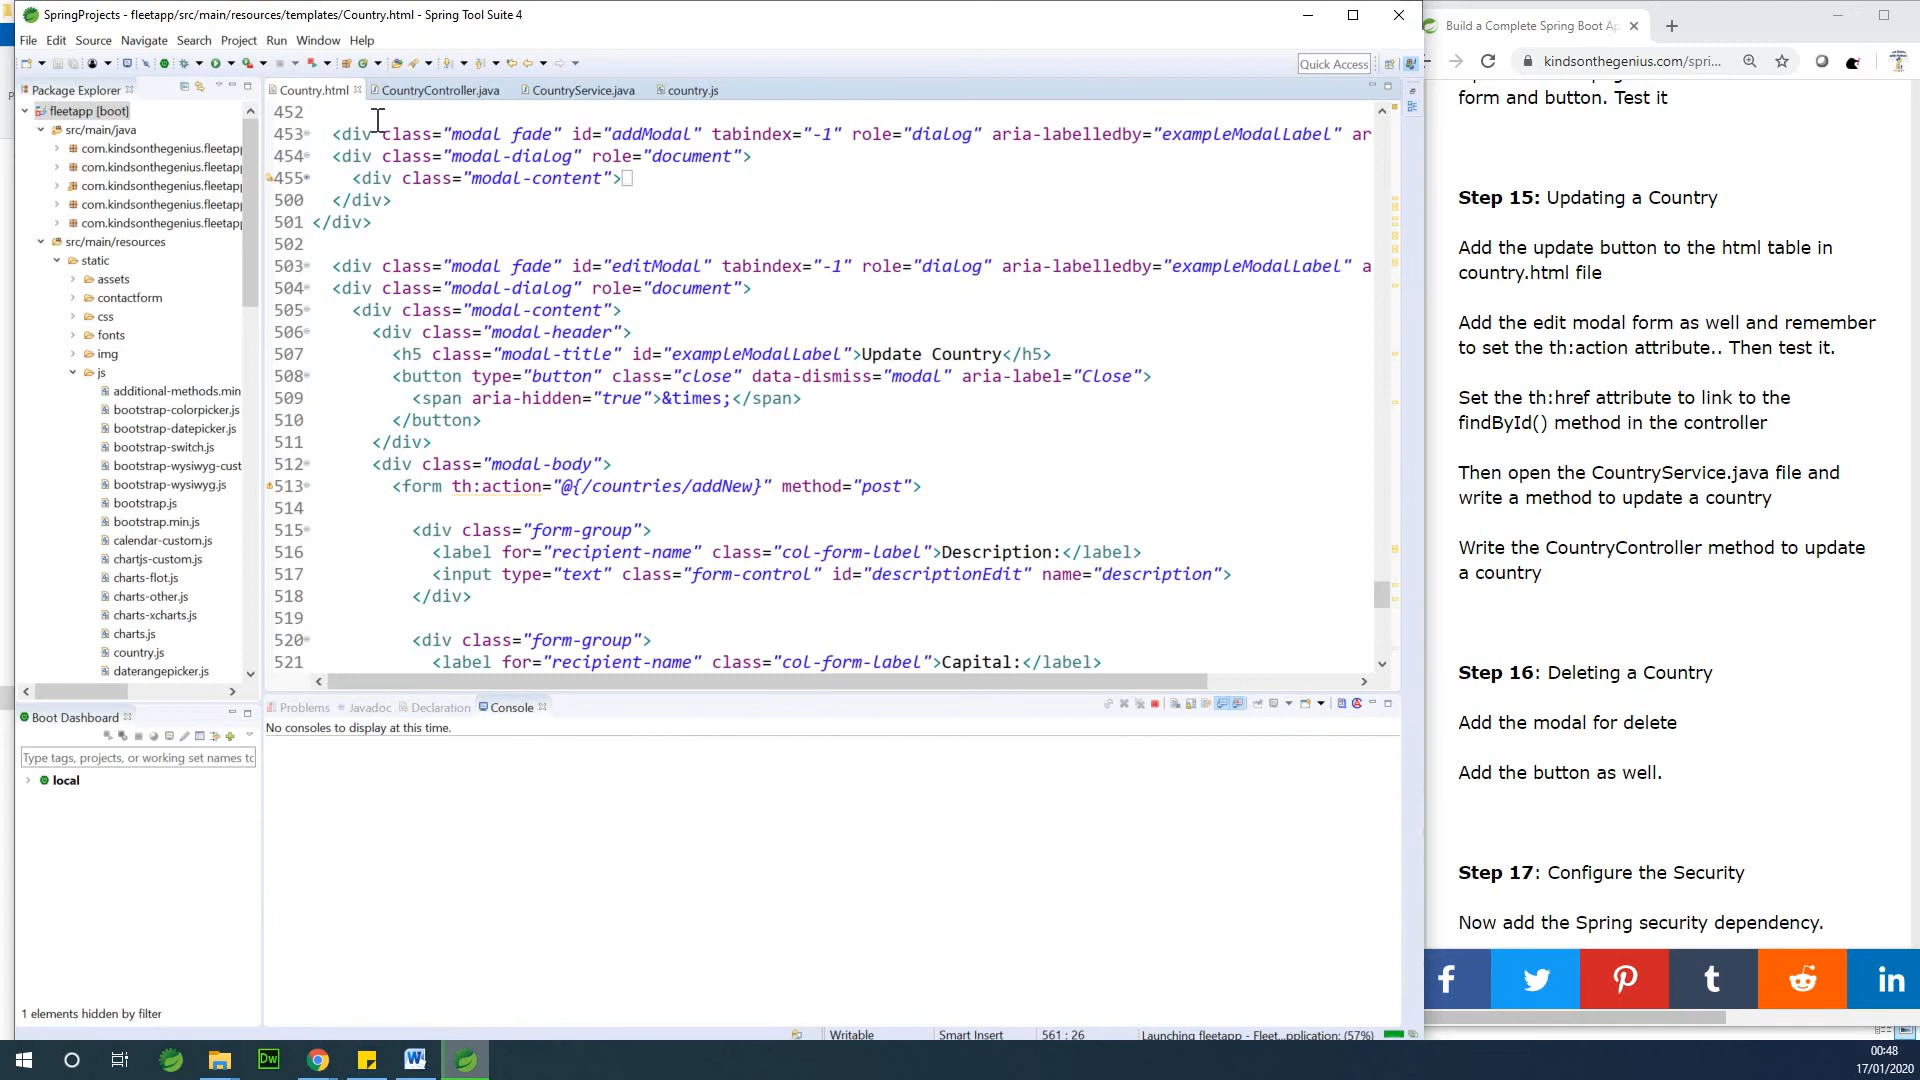 SpringProjects - fleetapp/src/main/resources/templates/Country.html - Spring Tool Suite 4
File Edit Source Navigate Search Project Run Window Help
Quick Access
Package Explorer
fleetapp [boot]
src/main/java
com.kindsonthegenius.fleetapp
com.kindsonthegenius.fleetapp
com.kindsonthegenius.fleetapp
com.kindsonthegenius.fleetapp
com.kindsonthegenius.fleetapp
src/main/resources
static
assets
contactform
css
fonts
img
js
additional-methods.min
bootstrap-colorpicker.js
bootstrap-datepicker.js
bootstrap-switch.js
bootstrap-wysiwyg-cust
bootstrap-wysiwyg.js
bootstrap.js
bootstrap.min.js
calendar-custom.js
chartjs-custom.js
charts-flot.js
charts-other.js
charts-xcharts.js
charts.js
country.js
daterangepicker.js
Boot Dashboard
Type tags, projects, or working set names to
local
1 elements hidden by filter
Country.html CountryController.java CountryService.java country.js
452
453 <div class="modal fade" id="addModal" tabindex="-1" role="dialog" aria-labelledby="exampleModalLabel" ar
454 <div class="modal-dialog" role="document">
455 <div class="modal-content">
500 </div>
501 </div>
502
503 <div class="modal fade" id="editModal" tabindex="-1" role="dialog" aria-labelledby="exampleModalLabel" a
504 <div class="modal-dialog" role="document">
505 <div class="modal-content">
506 <div class="modal-header">
507 <h5 class="modal-title" id="exampleModalLabel">Update Country</h5>
508 <button type="button" class="close" data-dismiss="modal" aria-label="Close">
509 <span aria-hidden="true">&times;</span>
510 </button>
511 </div>
512 <div class="modal-body">
513 <form th:action="@{/countries/addNew}" method="post">
514
515 <div class="form-group">
516 <label for="recipient-name" class="col-form-label">Description:</label>
517 <input type="text" class="form-control" id="descriptionEdit" name="description">
518 </div>
519
520 <div class="form-group">
521 <label for="recipient-name" class="col-form-label">Capital:</label>
Problems Javadoc Declaration Console
No consoles to display at this time.
Writable Smart Insert 561 : 26 Launching fleetapp - Fleet...pplication: (57%)
Build a Complete Spring Boot Ap
kindsonthegenius.com/spri...
form and button. Test it
Step 15: Updating a Country
Add the update button to the html table in
country.html file
Add the edit modal form as well and remember
to set the th:action attribute.. Then test it.
Set the th:href attribute to link to the
findById() method in the controller
Then open the CountryService.java file and
write a method to update a country
Write the CountryController method to update
a country
Step 16: Deleting a Country
Add the modal for delete
Add the button as well.
Step 17: Configure the Security
Now add the Spring security dependency.
Dw
00:48
17/01/2020